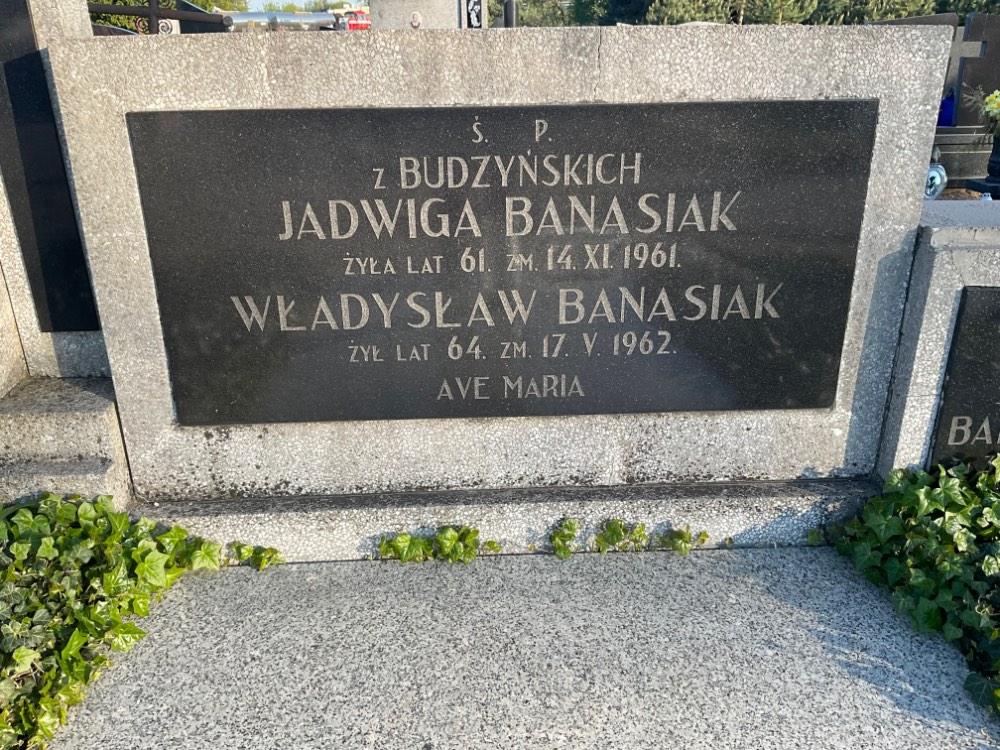 Ś. P.
z BUDZYŃSKICH
JADWIGA BANASIAK
ŻYŁA LAT 61. ZM. 14. XI. 1961.
WŁADYSŁAW BANASIAK
ŻYŁ LAT 64. ZM. 17. V. 1962.
AVE MARIA